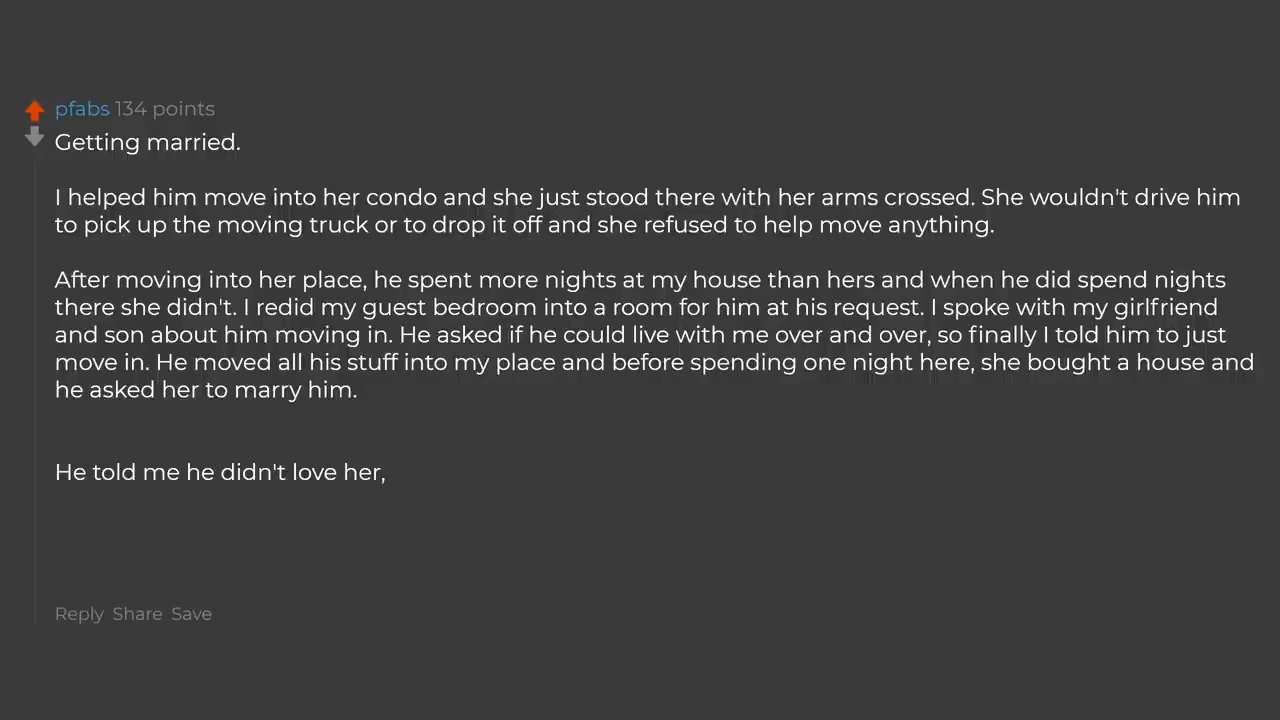 pfabs 134 points
Getting married.
I helped him move into her condo and she just stood there with her arms crossed. She wouldn't drive him
to pick up the moving truck or to drop it off and she refused to help move anything.
After moving into her place, he spent more nights at my house than hers and when he did spend nights
there she didn't. I redid my guest bedroom into a room for him at his request. I spoke with my girlfriend
and son about him moving in. He asked if he could live with me over and over, so finally I told him to just
move in. He moved all his stuff into my place and before spending one night here, she bought a house and
he asked her to marry him.
He told me he didn't love her,
Reply Share Save